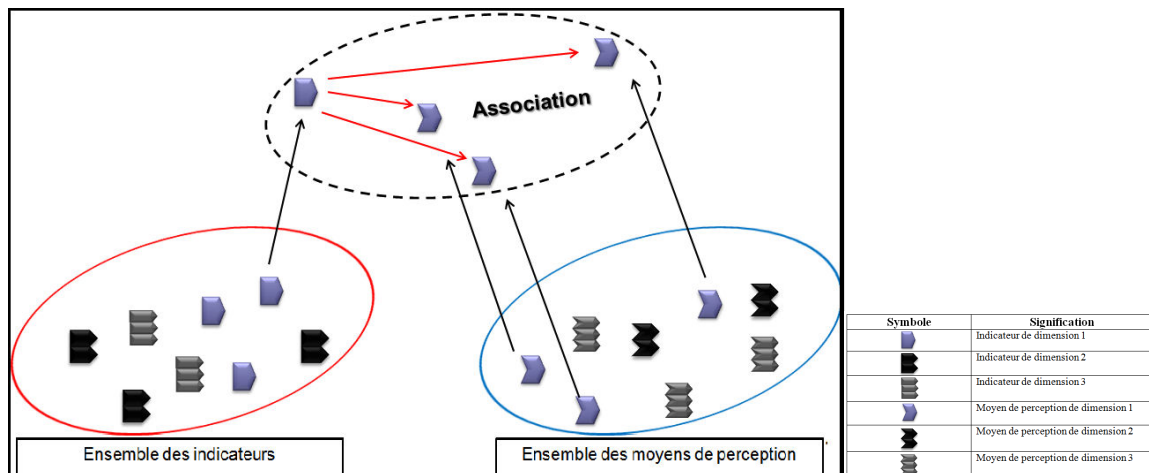 Association
Ensemble des indicateurs
Ensemble des moyens de perception
Symbole Signification
Indicateur de dimension 1
Indicateur de dimension 2
Indicateur de dimension 3
Moyen de perception de dimension 1
Moyen de perception de dimension 2
Moyen de perception de dimension 3